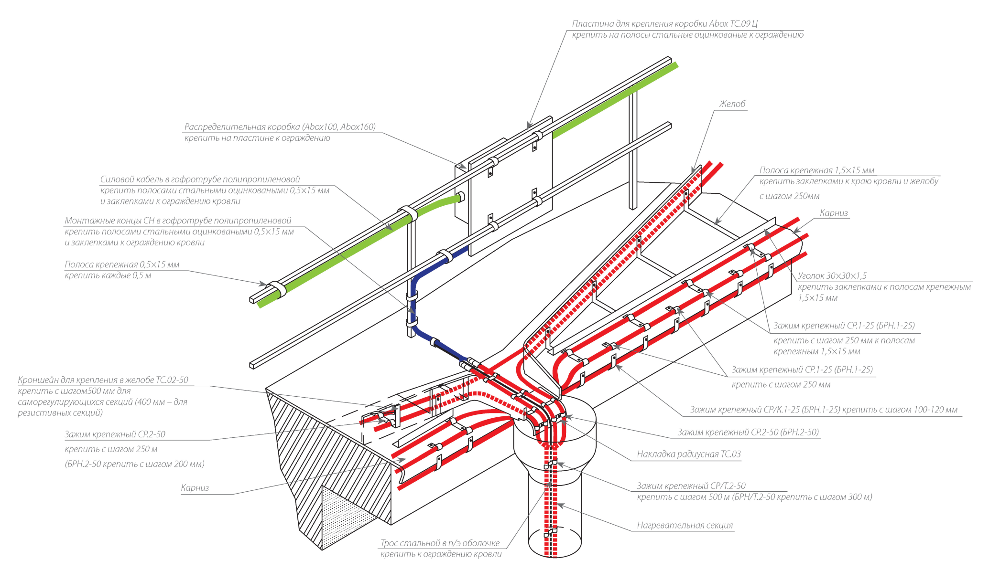 Пластина для крепления коробки Abox ТС.09 Ц
крепить на полосы стальные оцинкованые к ограждению
Желоб
Распределительная коробка (Abox100, Abox160)
крепить на пластине к ограждению
Полоса крепежная 1,5×15 мм
крепить заклепками к краю кровли и желобу
с шагом 250мм
Силовой кабель в гофротрубе полипропиленовой
крепить полосами стальными оцинковаными 0,5×15 мм
и заклепками к ограждению кровли
Карниз
Монтажные концы СН в гофротрубе полипропиленовой
крепить полосами стальными оцинковаными 0,5×15 мм
и заклепками к ограждению кровли
Полоса крепежная 0,5×15 мм
крепить каждые 0,5 м
Уголок 30×30×1,5
крепить заклепками к полосам крепежным
1,5×15 мм
Зажим крепежный СР.1-25 (БРН.1-25)
крепить с шагом 250 мм к полосам
крепежным 1,5×15 мм
Зажим крепежный СР.1-25 (БРН.1-25)
крепить с шагом 250 мм
Кроншейн для крепления в желобе ТС.02-50
крепить с шагом500 мм для
саморегулирующихся секций (400 мм – для
резистивных секций)
Зажим крепежный СР/К.1-25 (БРН.1-25) крепить с шагом 100-120 мм
Зажим крепежный СР.2-50
крепить с шагом 250 м
(БРН.2-50 крепить с шагом 200 мм)
Зажим крепежный СР.2-50 (БРН.2-50)
Накладка радиусная ТС.03
Карниз
Зажим крепежный СР/Т.2-50
крепить с шагом 500 м (БРН/Т.2-50 крепить с шагом 300 м)
Нагревательная секция
Трос стальной в п/э оболочке
крепить к ограждению кровли